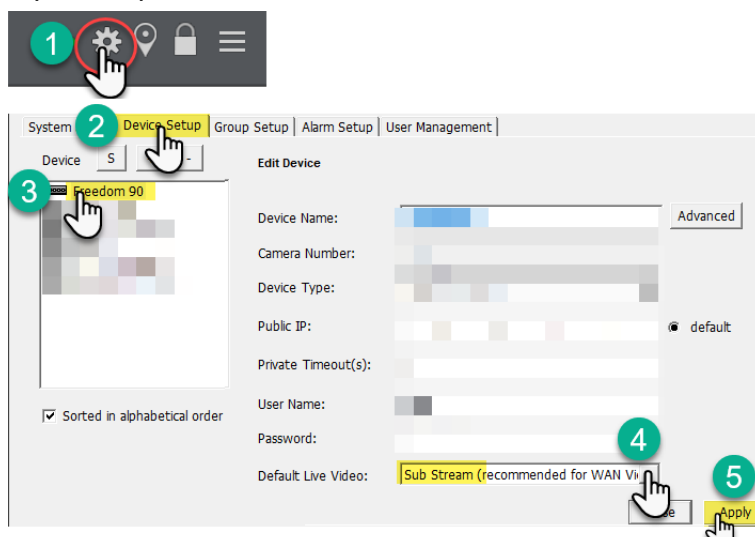 1
System 2 Device Setup Group Setup Alarm Setup User Management
Device S - Edit Device
3 Freedom 90
Device Name: Advanced
Camera Number:
Device Type:
Public IP: default
Private Timeout(s):
User Name:
Sorted in alphabetical order
Password: 4
Default Live Video: Sub Stream (recommended for WAN Vi 5
Apply